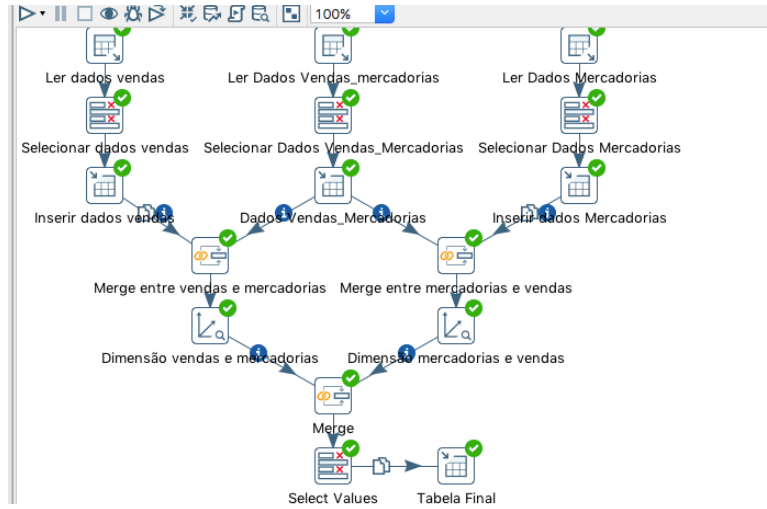 100%
Ler dados vendas
Ler Dados Vendas_mercadorias
Ler Dados Mercadorias
Selecionar dados vendas
Selecionar Dados Vendas_Mercadorias
Selecionar Dados Mercadorias
Inserir dados vendas
Dados Vendas_Mercadorias
Inserir dados Mercadorias
Merge entre vendas e mercadorias
Merge entre mercadorias e vendas
Dimensão vendas e mercadorias
Dimensão mercadorias e vendas
Merge
Select Values
Tabela Final